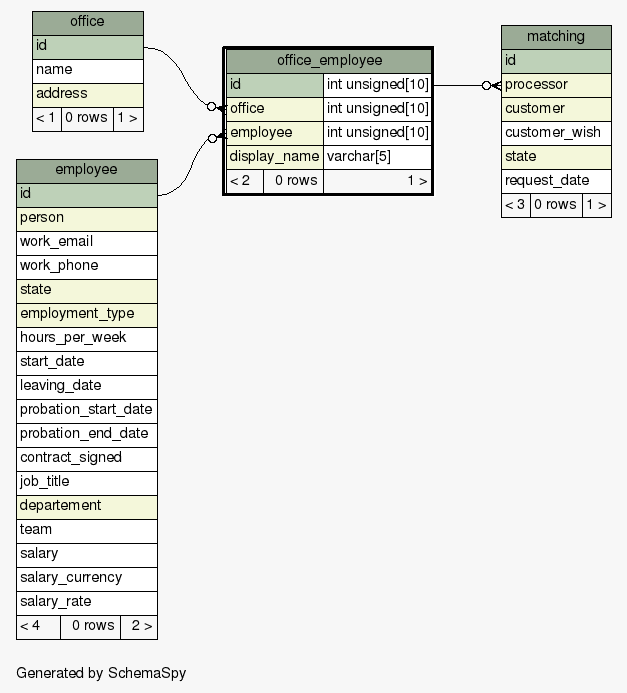 office
id
name
address
< 1 0 rows 1 >
employee
id
person
work_email
work_phone
state
employment_type
hours_per_week
start_date
leaving_date
probation_start_date
probation_end_date
contract_signed
job_title
departement
team
salary
salary_currency
salary_rate
< 4 0 rows 2 >
office_employee
id int unsigned[10]
office int unsigned[10]
employee int unsigned[10]
display_name varchar[5]
< 2 0 rows 1 >
matching
id
processor
customer
customer_wish
state
request_date
< 3 0 rows 1 >
Generated by SchemaSpy